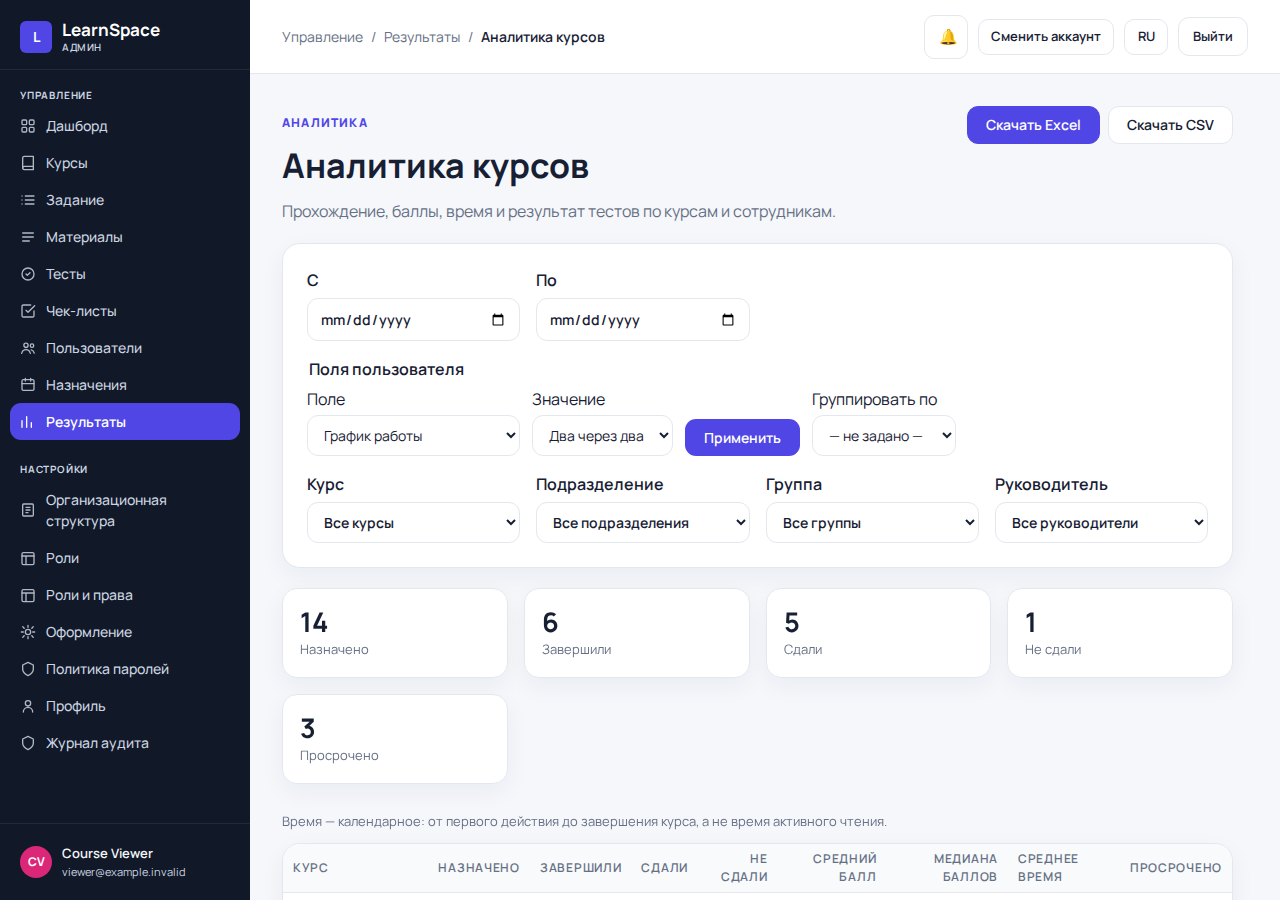 L
LearnSpace
АДМИН
УПРАВЛЕНИЕ
Дашборд
Курсы
Задание
Материалы
Тесты
Чек-листы
Пользователи
Назначения
Результаты
НАСТРОЙКИ
Организационная
структура
Роли
Роли и права
Оформление
Политика паролей
Профиль
Журнал аудита
CV
Course Viewer
viewer@example.invalid
Управление / Результаты / Аналитика курсов
Сменить аккаунт
RU
Выйти
АНАЛИТИКА
Скачать Excel
Скачать CSV
Аналитика курсов
Прохождение, баллы, время и результат тестов по курсам и сотрудникам.
С
По
mm/dd/yyyy
mm/dd/yyyy
Поля пользователя
Поле
Значение
Группировать по
График работы
Два через два
Применить
— не задано —
Курс
Подразделение
Группа
Руководитель
Все курсы
Все подразделения
Все группы
Все руководители
14
Назначено
6
Завершили
5
Сдали
1
Не сдали
3
Просрочено
Время — календарное: от первого действия до завершения курса, а не время активного чтения.
КУРС
НАЗНАЧЕНО
ЗАВЕРШИЛИ
СДАЛИ
НЕ
СДАЛИ
СРЕДНИЙ
БАЛЛ
МЕДИАНА
БАЛЛОВ
СРЕДНЕЕ
ВРЕМЯ
ПРОСРОЧЕНО